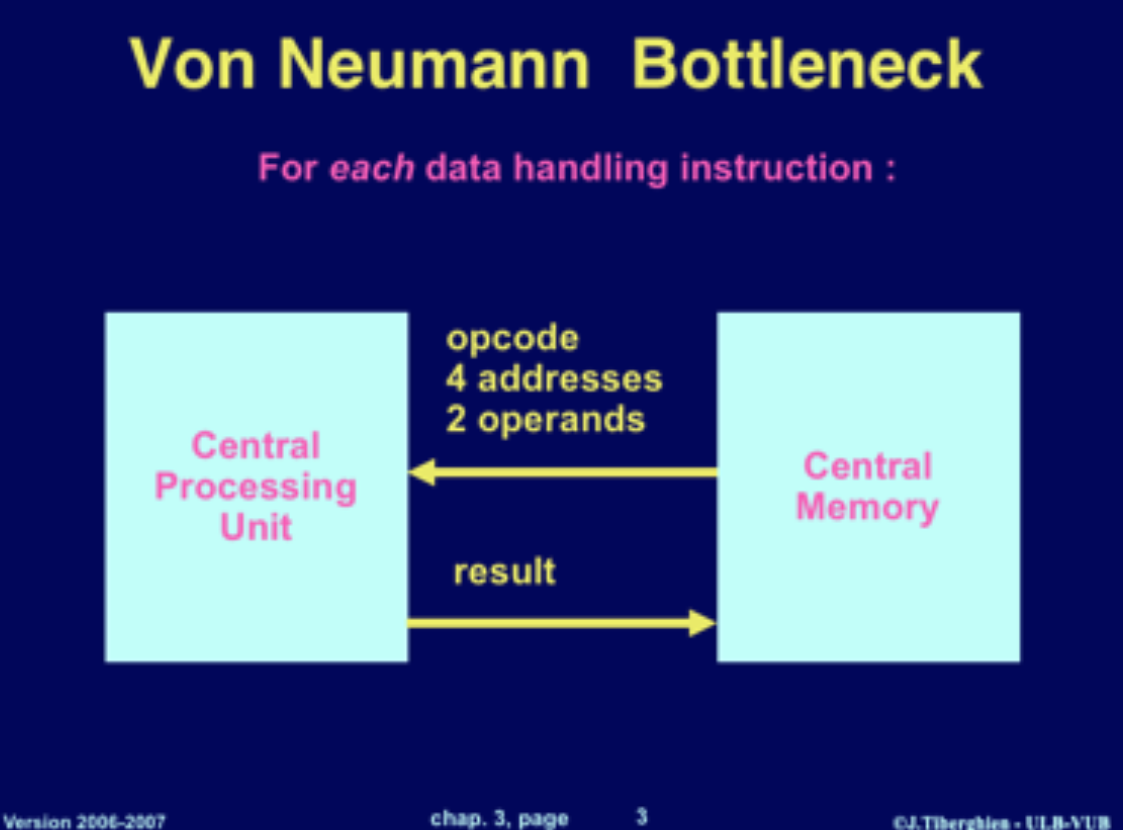 Von Neumann Bottleneck
For each data handling instruction :
opcode
4 addresses
2 operands
Central
Processing
Unit
Central
Memory
result
Version 2006-2007
chap. 3, page 3
©J.Tiberghien - ULB-VUB